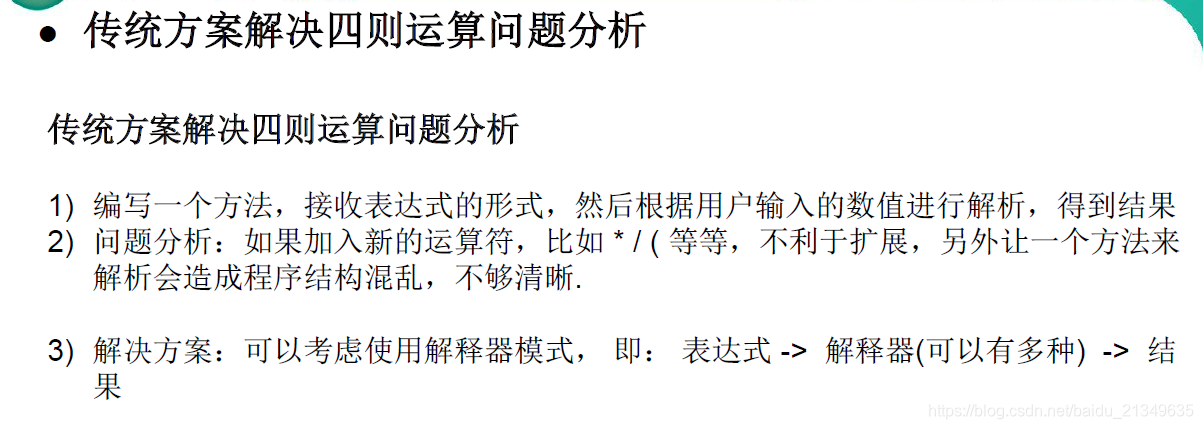 ● 传统方案解决四则运算问题分析
传统方案解决四则运算问题分析
1) 编写一个方法，接收表达式的形式，然后根据用户输入的数值进行解析，得到结果
2) 问题分析：如果加入新的运算符，比如 * / ( 等等，不利于扩展，另外让一个方法来
解析会造成程序结构混乱，不够清晰.
3) 解决方案：可以考虑使用解释器模式， 即： 表达式 -> 解释器(可以有多种) -> 结
果
https://blog.csdn.net/baidu_21349635